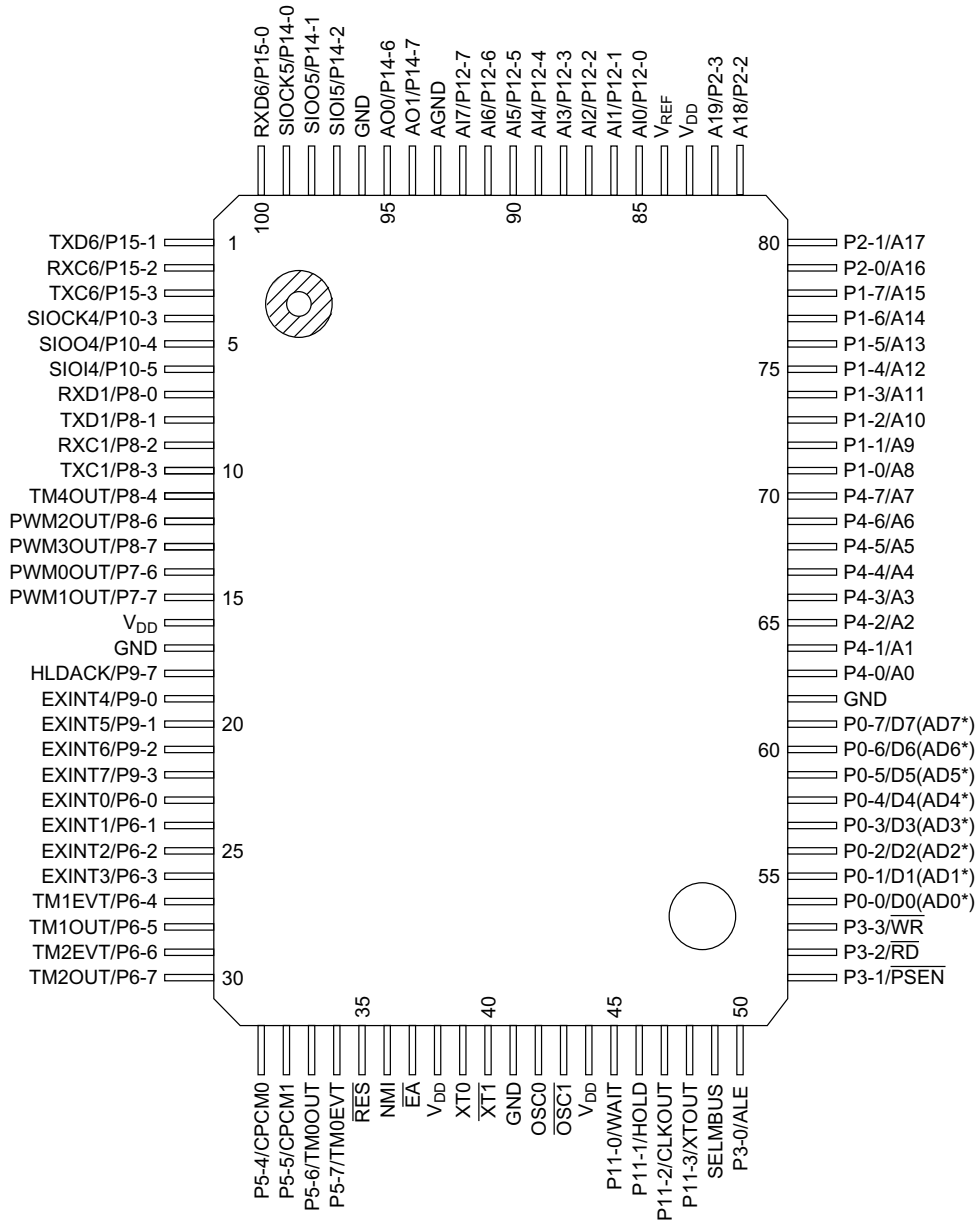 RXD6/P15-0
SIOCK5/P14-0
SIOO5/P14-1
SIOI5/P14-2
GND
AO0/P14-6
AO1/P14-7
AGND
AI7/P12-7
AI6/P12-6
AI5/P12-5
AI4/P12-4
AI3/P12-3
AI2/P12-2
AI1/P12-1
AI0/P12-0
VREF
VDD
A19/P2-3
A18/P2-2
100
95
90
85
TXD6/P15-1 1
RXC6/P15-2
TXC6/P15-3
SIOCK4/P10-3
SIOO4/P10-4 5
SIOI4/P10-5
RXD1/P8-0
TXD1/P8-1
RXC1/P8-2
TXC1/P8-3 10
TM4OUT/P8-4
PWM2OUT/P8-6
PWM3OUT/P8-7
PWM0OUT/P7-6
PWM1OUT/P7-7 15
VDD
GND
HLDACK/P9-7
EXINT4/P9-0
EXINT5/P9-1 20
EXINT6/P9-2
EXINT7/P9-3
EXINT0/P6-0
EXINT1/P6-1
EXINT2/P6-2 25
EXINT3/P6-3
TM1EVT/P6-4
TM1OUT/P6-5
TM2EVT/P6-6
TM2OUT/P6-7 30
80 P2-1/A17
P2-0/A16
P1-7/A15
P1-6/A14
P1-5/A13
75 P1-4/A12
P1-3/A11
P1-2/A10
P1-1/A9
P1-0/A8
70 P4-7/A7
P4-6/A6
P4-5/A5
P4-4/A4
P4-3/A3
65 P4-2/A2
P4-1/A1
P4-0/A0
GND
P0-7/D7(AD7*)
60 P0-6/D6(AD6*)
P0-5/D5(AD5*)
P0-4/D4(AD4*)
P0-3/D3(AD3*)
P0-2/D2(AD2*)
55 P0-1/D1(AD1*)
P0-0/D0(AD0*)
P3-3/WR
P3-2/RD
P3-1/PSEN
35
40
45
50
P5-4/CPCM0
P5-5/CPCM1
P5-6/TM0OUT
P5-7/TM0EVT
RES
NMI
EA
VDD
XT0
XT1
GND
OSC0
OSC1
VDD
P11-0/WAIT
P11-1/HOLD
P11-2/CLKOUT
P11-3/XTOUT
SELMBUS
P3-0/ALE